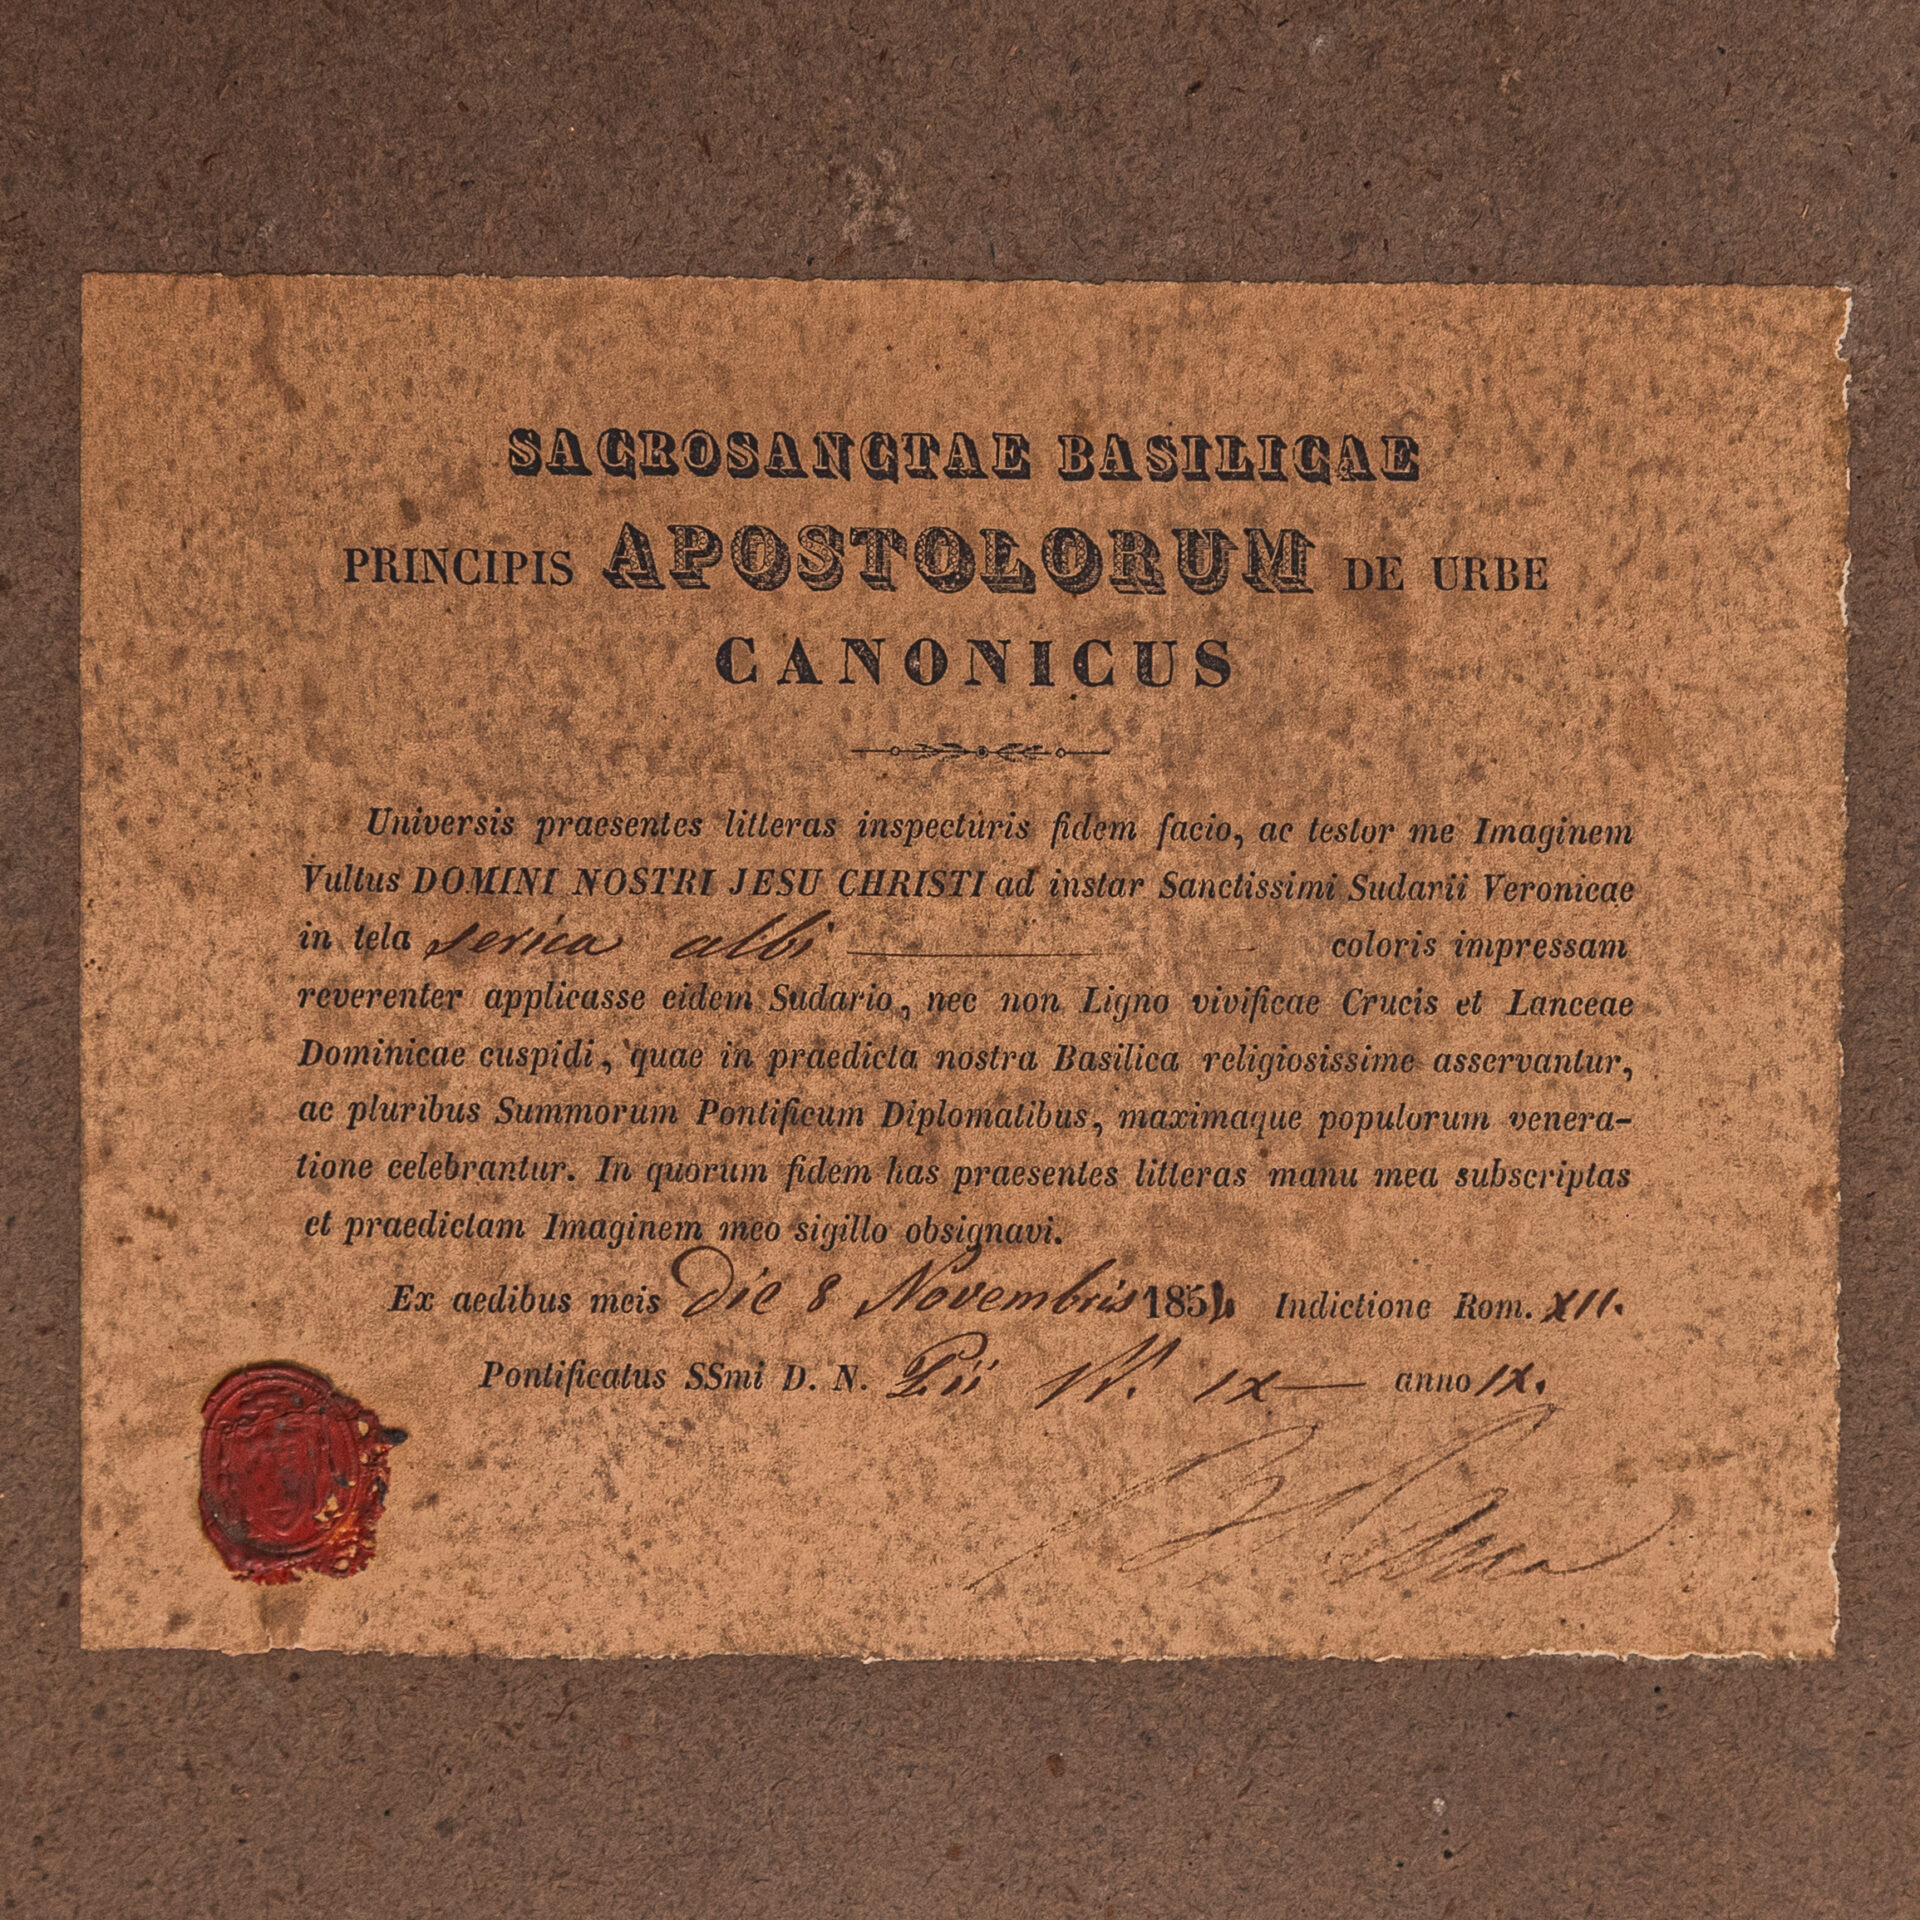 SACROSANCTAE BASILICAE
PRINCIPIS APOSTOLORUM DE URBE
CANONICUS
Universis praesentes litteras inspecturis fidem facio, ac testor me Imaginem
Vultus DOMINI NOSTRI JESU CHRISTI ad instar Sanctissimi Sudarii Veronicae
in tela serica albi coloris impressam
reverenter applicasse eidem Sudario, nec non Ligno vivificae Crucis et Lanceae
Dominicae cuspidi, quae in praedicta nostra Basilica religiosissime asservantur,
ac pluribus Summorum Pontificum Diplomatibus, maximaque populorum venera-
tione celebrantur. In quorum fidem has praesentes litteras manu mea subscriptas
et praedictam Imaginem meo sigillo obsignavi.
Ex aedibus meis die 8 Novembris 1854 Indictione Rom. XII.
Pontificatus SSmi D. N. Pii IX anno IX.